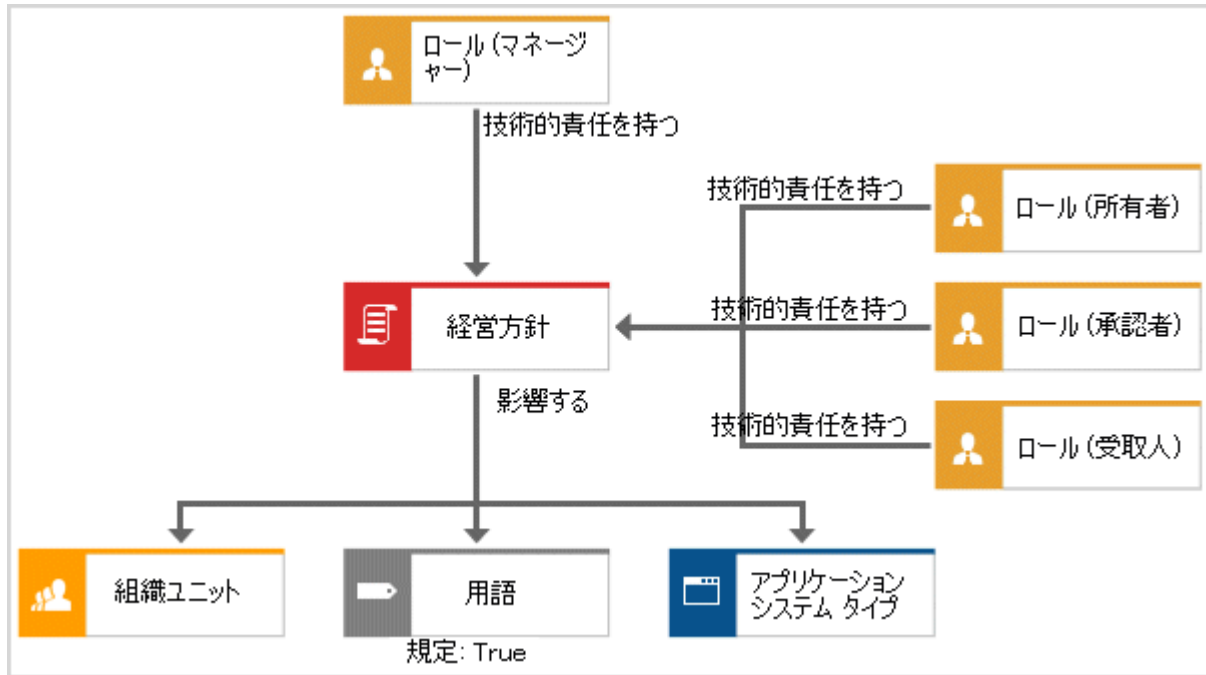 ロール (マネージ
ャー)
技術的責任を持つ
技術的責任を持つ
ロール (所有者)
経営方針
技術的責任を持つ
ロール (承認者)
影響する
技術的責任を持つ
ロール (受取人)
組織ユニット
用語
アプリケーション
システム タイプ
規定: True